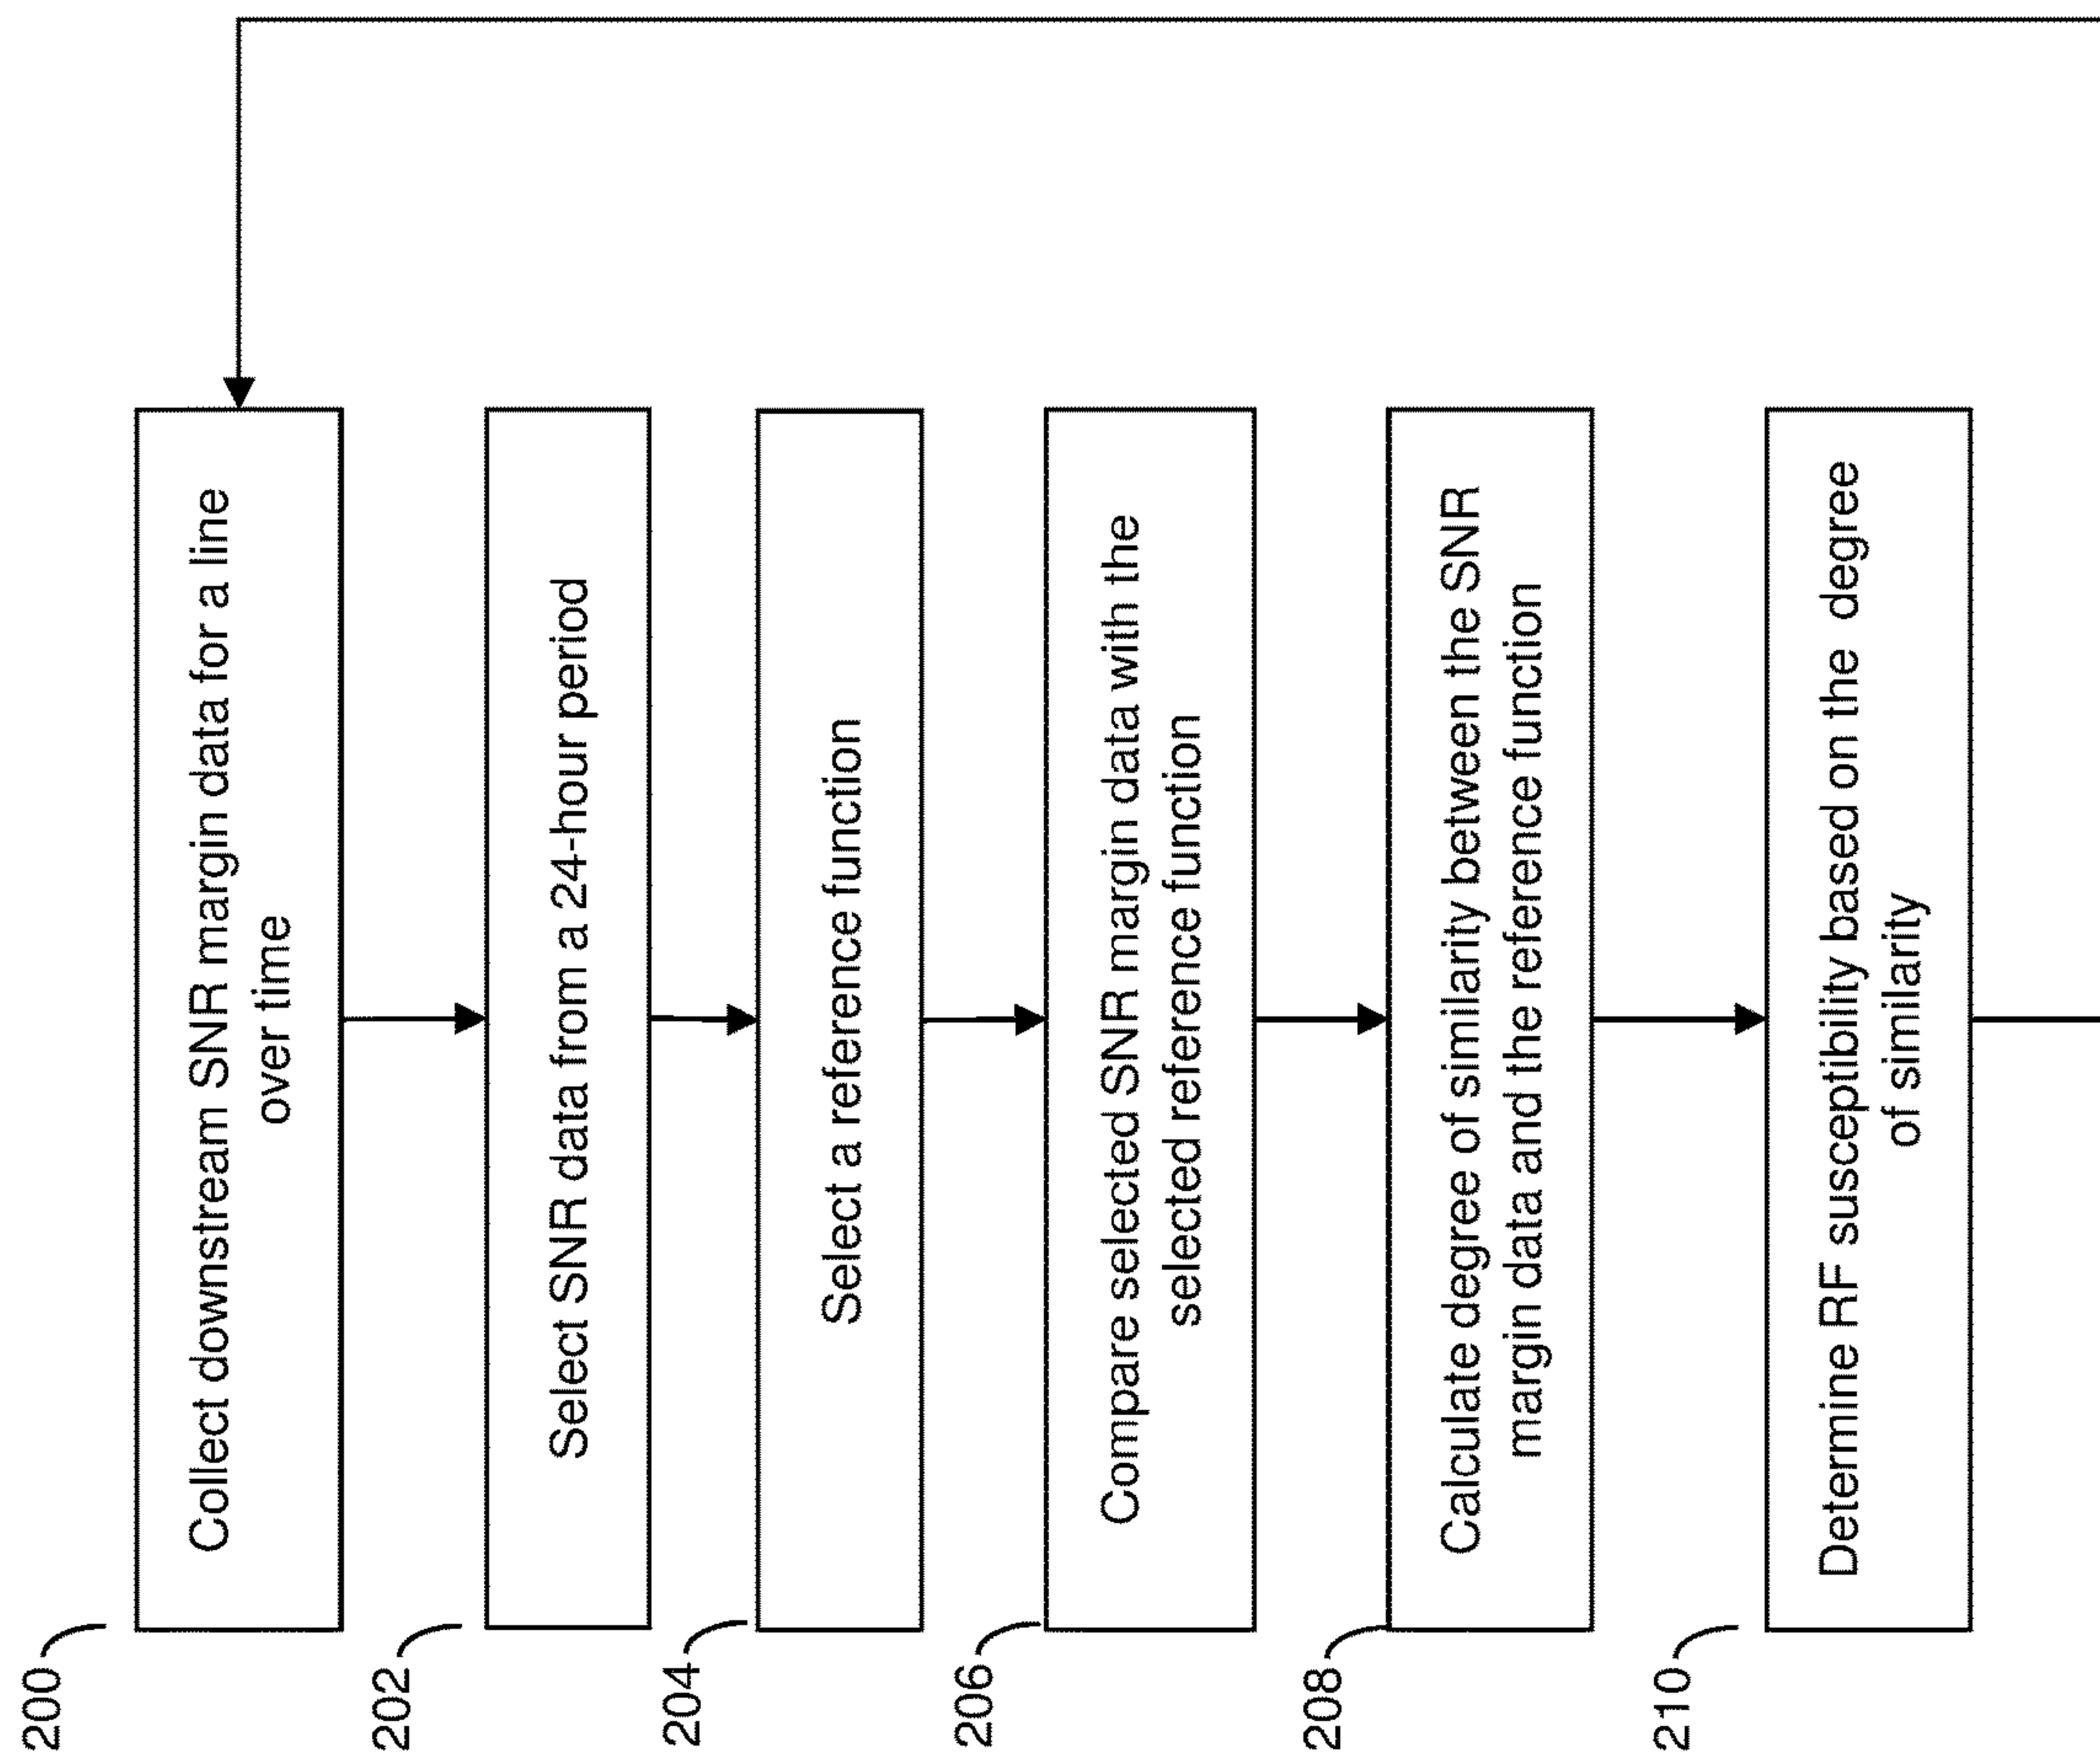 200
Collect downstream SNR margin data for a line
over time
202
Select SNR data from a 24-hour period
204
Select a reference function
206
Compare selected SNR margin data with the
selected reference function
208
Calculate degree of similarity between the SNR
margin data and the reference function
210
Determine RF susceptibility based on the degree
of similarity